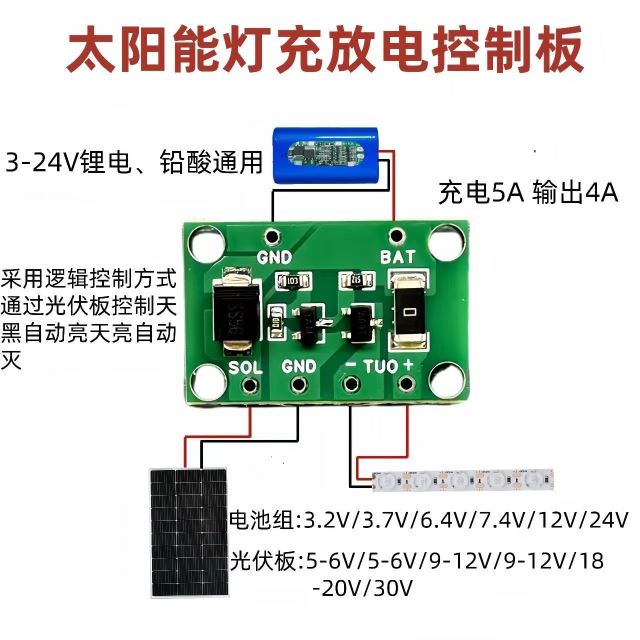 太阳能灯充放电控制板
3-24V锂电、铅酸通用
充电5A 输出4A
GND
BAT
采用逻辑控制方式
通过光伏板控制天
黑自动亮天亮自动
灭
SS54
SOL
GND
-
TUO
+
0
电池组:3.2V/3.7V/6.4V/7.4V/12V/24V
光伏板:5-6V/5-6V/9-12V/9-12V/18
-20V/30V